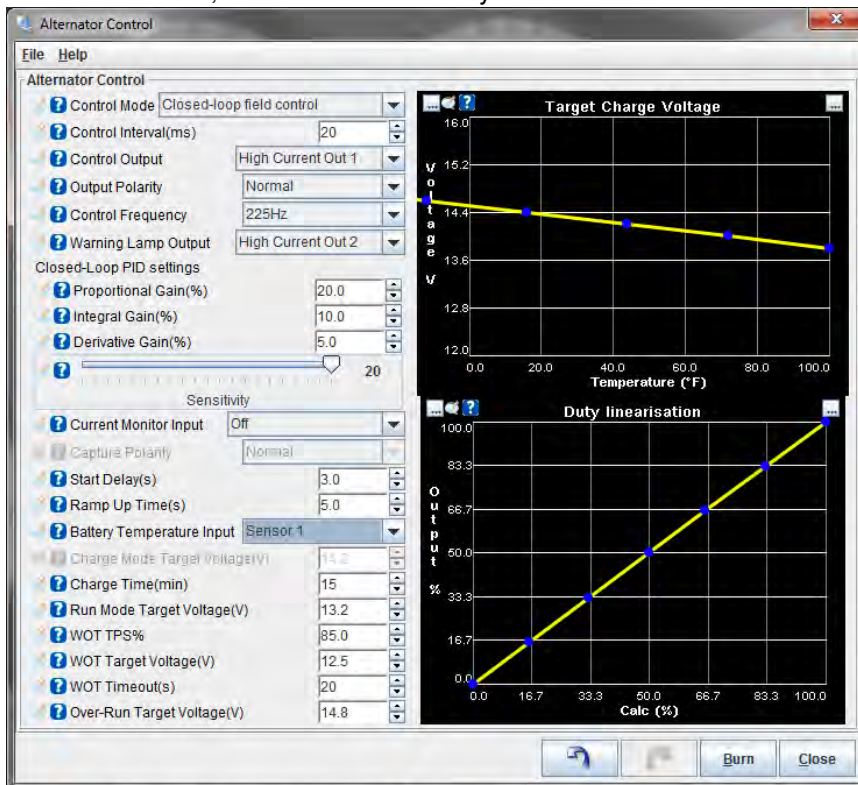 Alternator Control
File Help
Alternator Control
Control Mode Closed-loop field control
Control Interval(ms) 20
Control Output High Current Out 1
Output Polarity Normal
Control Frequency 225Hz
Warning Lamp Output High Current Out 2
Closed-Loop PID settings
Proportional Gain(%) 20.0
Integral Gain(%) 10.0
Derivative Gain(%) 5.0
20
Sensitivity
Current Monitor Input Off
Capture Polarity Normal
Start Delay(s) 3.0
Ramp Up Time(s) 5.0
Battery Temperature Input Sensor 1
Charge Mode Target Voltage(V) 14.2
Charge Time(min) 15
Run Mode Target Voltage(V) 13.2
WOT TPS% 85.0
WOT Target Voltage(V) 12.5
WOT Timeout(s) 20
Over-Run Target Voltage(V) 14.8
Target Charge Voltage
Voltage V
16.0
15.2
14.4
13.6
12.8
12.0
0.0 20.0 40.0 60.0 80.0 100.0
Temperature (°F)
Duty linearisation
Output %
100.0
83.3
66.7
50.0
33.3
16.7
0.0
0.0 16.7 33.3 50.0 66.7 83.3 100.0
Calc (%)
Burn Close